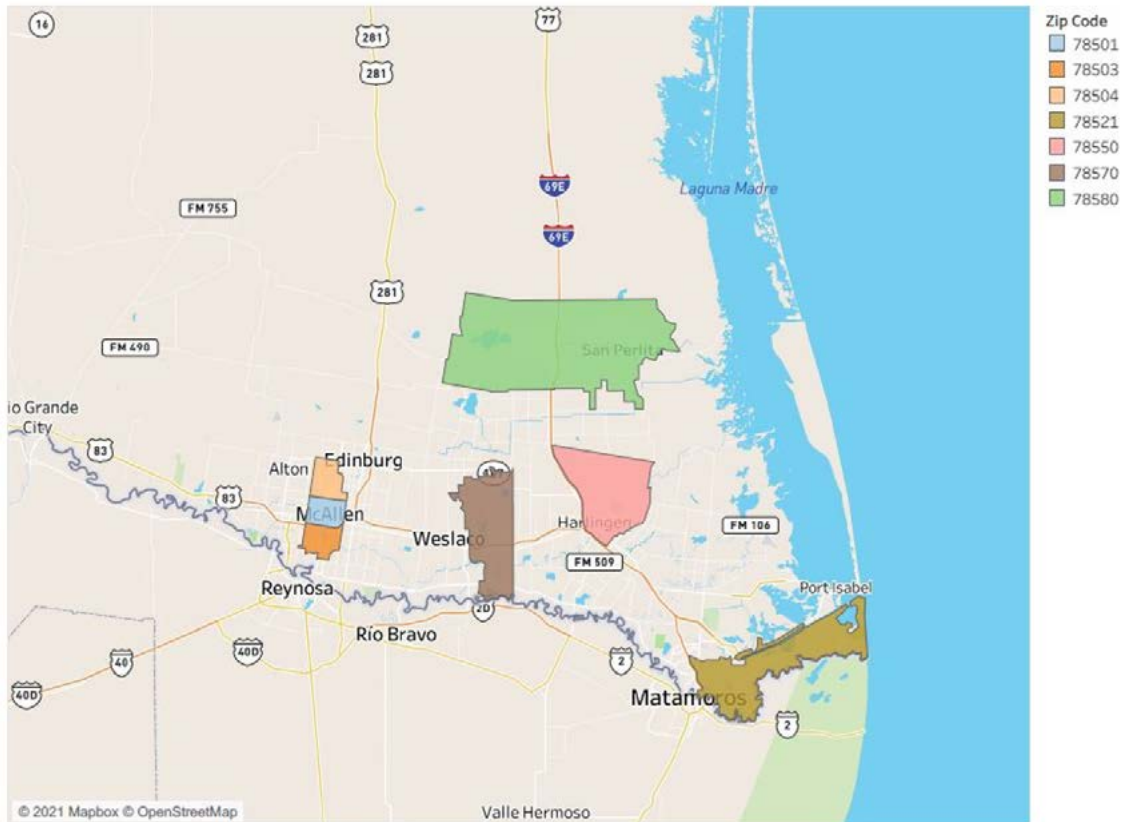 16
281
77
Zip Code
78501
78503
78504
78521
78550
78570
78580
281
69E
Laguna Madre
FM 755
69E
281
FM 490
San Perlita
io Grande
City
83
Alton
Edinburg
83
McAllen
Weslaco
Harlingen
FM 106
FM 509
Reynosa
Port Isabel
2D
Rio Bravo
40D
2
40
40D
Matamoros
2
Valle Hermoso
© 2021 Mapbox © OpenStreetMap